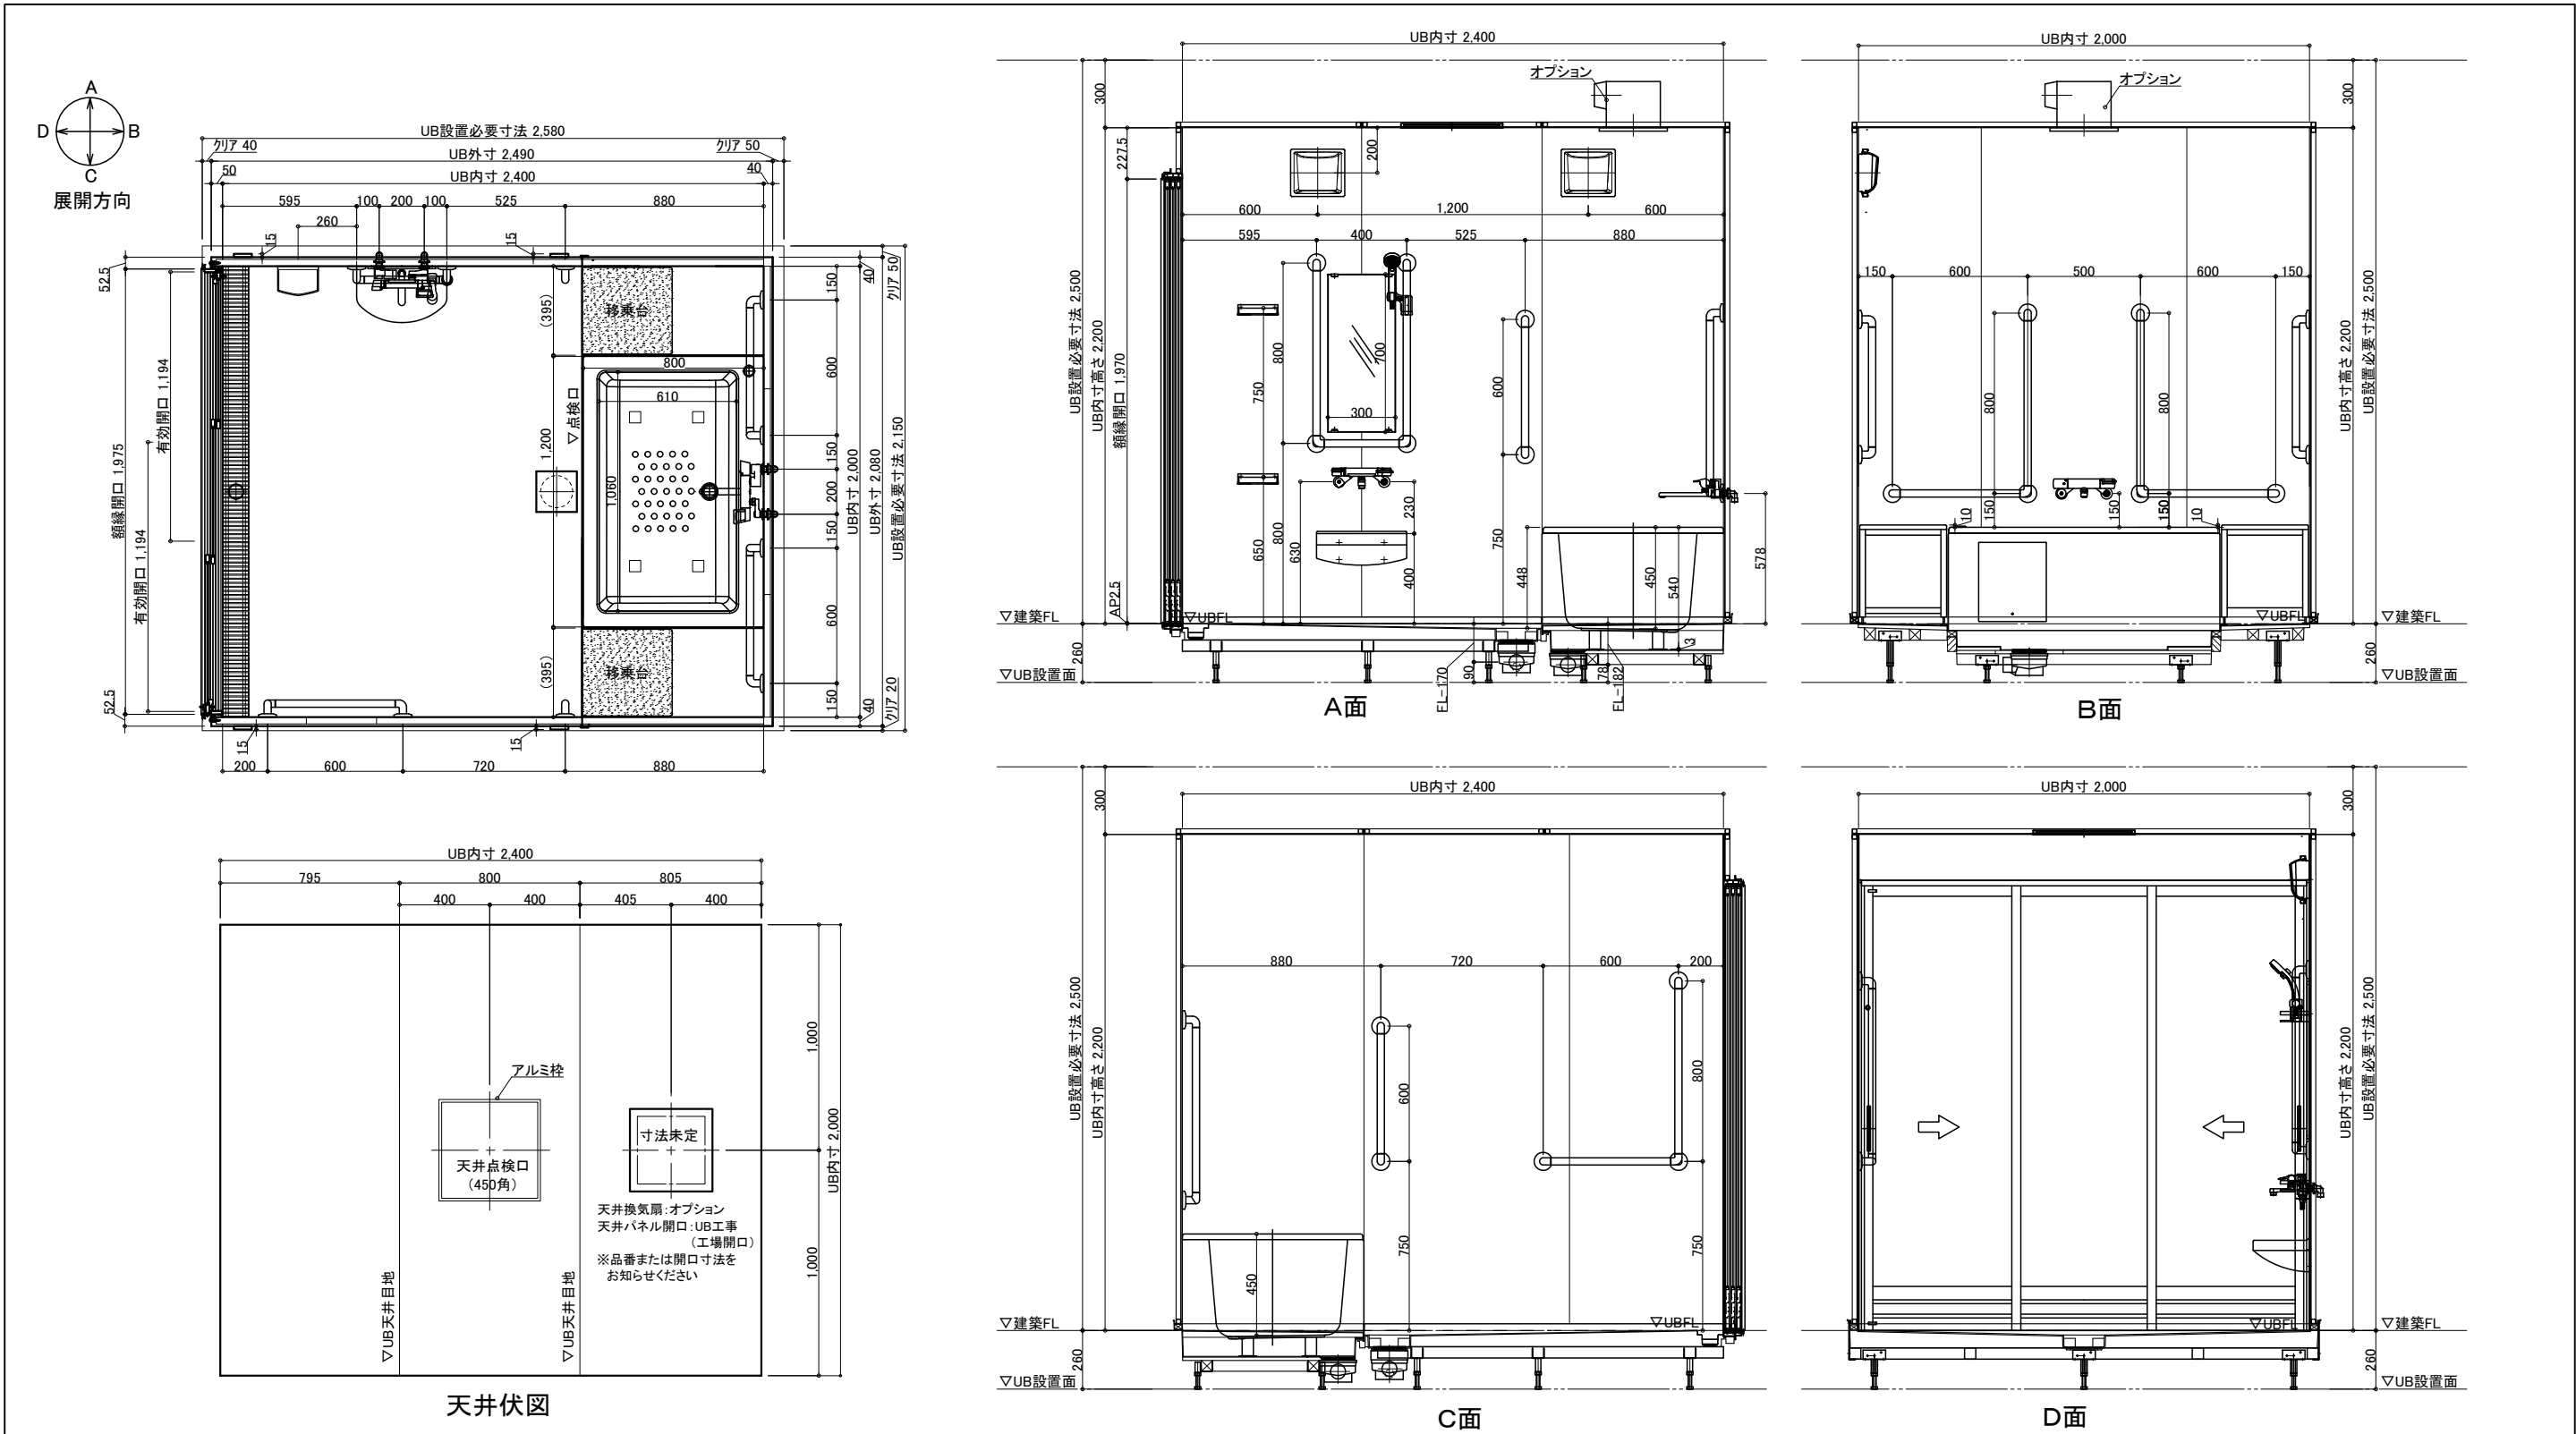 A
D
B
C
展開方向
UB設置必要寸法 2,580
クリア 40
UB外寸 2,490
クリア 50
50
UB内寸 2,400
40
595
100
200
100
525
880
260
15
15
52.5
額縁開口 1,975
有効開口 1,194
有効開口 1,194
52.5
(395)
移乗台
800
610
▽点検口
1,200
1,060
(395)
移乗台
150
600
150
200
150
600
150
40
クリア 50
UB内寸 2,000
UB外寸 2,080
UB設置必要寸法 2,150
40
クリア 20
15
15
200
600
720
880
UB内寸 2,400
795
800
805
400
400
405
400
アルミ枠
天井点検口
(450角)
寸法未定
天井換気扇:オプション
天井パネル開口:UB工事
(工場開口)
※品番または開口寸法を
お知らせください
▽UB天井目地
▽UB天井目地
1,000
1,000
UB内寸 2,000
天井伏図
UB内寸 2,400
オプション
300
227.5
200
600
1,200
600
595
400
525
880
UB設置必要寸法 2,500
UB内寸高さ 2,200
額縁開口 1,970
AP2.5
750
650
800
800
700
300
630
230
400
600
750
448
450
540
578
3
▽建築FL
▽UBFL
260
▽UB設置面
FL-170
90
78
FL-182
A面
UB内寸 2,000
オプション
300
150
600
500
600
150
800
800
150
150
150
10
10
UB内寸高さ 2,200
UB設置必要寸法 2,500
▽UBFL
▽建築FL
260
▽UB設置面
B面
UB内寸 2,400
300
880
720
600
200
UB設置必要寸法 2,500
UB内寸高さ 2,200
600
800
750
750
450
▽建築FL
▽UBFL
260
▽UB設置面
C面
UB内寸 2,000
300
UB内寸高さ 2,200
UB設置必要寸法 2,500
▽UBFL
▽建築FL
260
▽UB設置面
D面